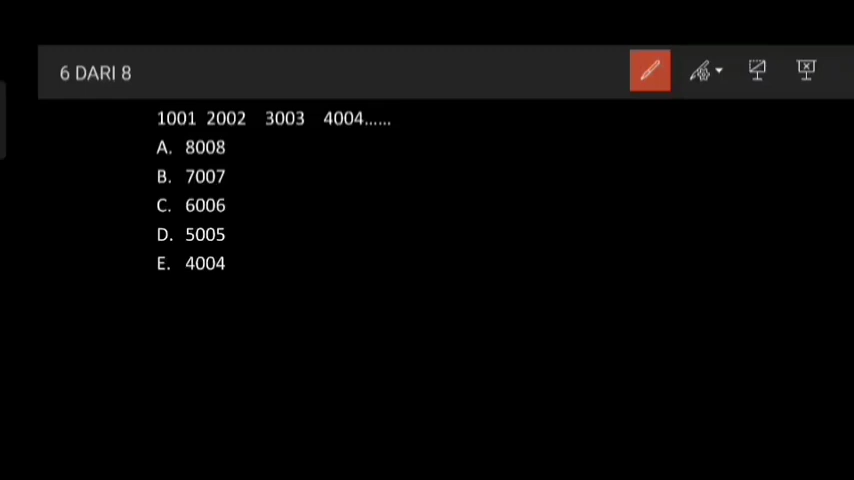 6 DARI 8
1001 2002 3003 4004......
A. 8008
B. 7007
C. 6006
D. 5005
E. 4004